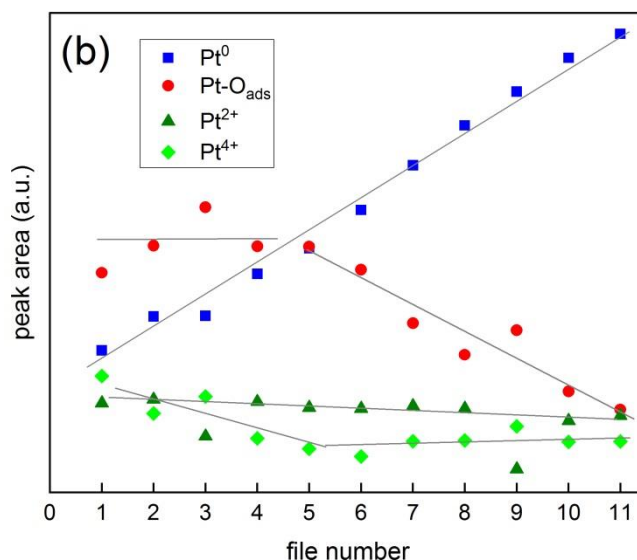 (b)
Pt⁰
Pt-Oₐds
Pt²⁺
Pt⁴⁺
peak area (a.u.)
0 1 2 3 4 5 6 7 8 9 10 11
file number